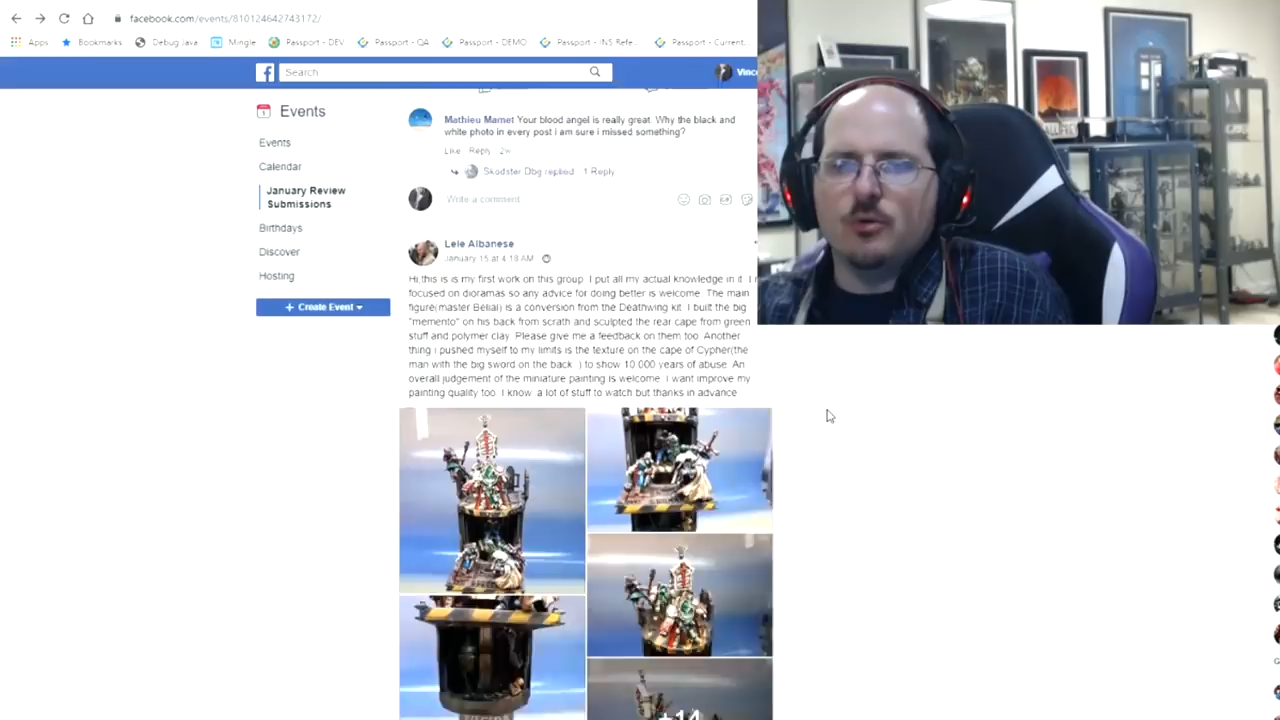 facebook.com/events/810124642743172/
Apps Bookmarks Debug Java Mingle Passport - DEV Passport - QA Passport - DEMO Passport - INS Refe... Passport - Current...
Search
Vince
Events
Events
Calendar
January Review
Submissions
Birthdays
Discover
Hosting
+ Create Event
Mathieu Mamet Your blood angel is really great. Why the black and
white photo in every post i am sure i missed something?
Like Reply 2w
Skodster Dbg replied 1 Reply
Write a comment
Lele Albanese
January 15 at 4:18 AM
Hi,this is is my first work on this group. I put all my actual knowledge in it. I
focused on dioramas so any advice for doing better is welcome. The main
figure(master Belial) is a conversion from the Deathwing kit. I built the big
"memento" on his back from scrath and sculpted the rear cape from green
stuff and polymer clay. Please give me a feedback on them too. Another
thing i pushed myself to my limits is the texture on the cape of Cypher(the
man with the big sword on the back ) to show 10.000 years of abuse. An
overall judgement of the miniature painting is welcome. I want improve my
painting quality too. I know a lot of stuff to watch but thanks in advance
+14